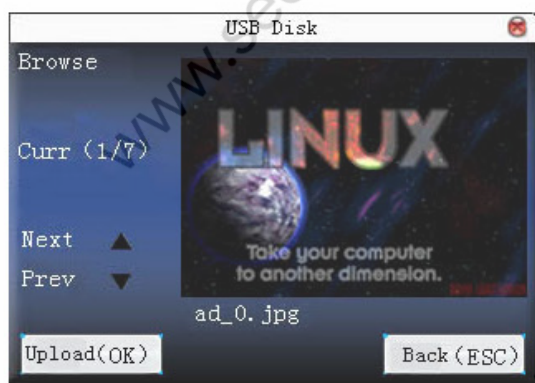 USB Disk
Browse
LINUX
Curr (1/7)
Next ▲
Take your computer
Prev ▼
to another dimension.
ad_0.jpg
Upload(OK)
Back(ESC)